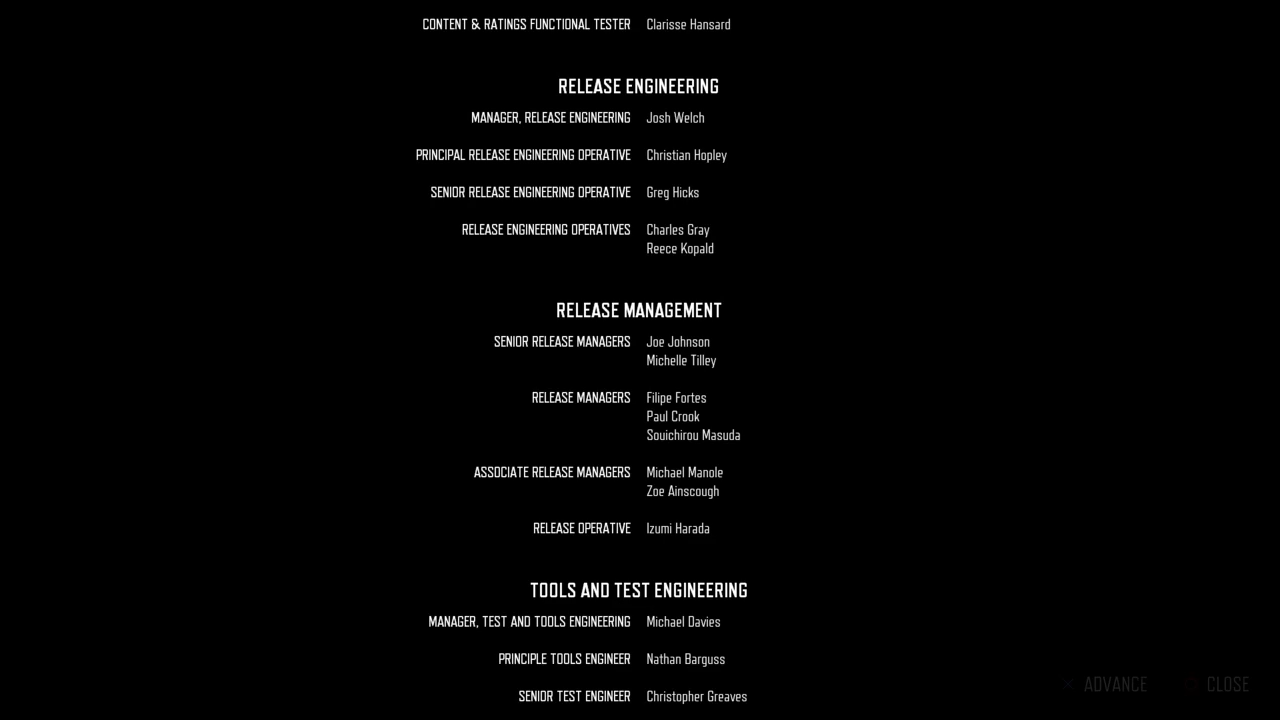 CONTENT & RATINGS FUNCTIONAL TESTER Clarisse Hansard
RELEASE ENGINEERING
MANAGER, RELEASE ENGINEERING Josh Welch
PRINCIPAL RELEASE ENGINEERING OPERATIVE Christian Hopley
SENIOR RELEASE ENGINEERING OPERATIVE Greg Hicks
RELEASE ENGINEERING OPERATIVES Charles Gray
Reece Kopald
RELEASE MANAGEMENT
SENIOR RELEASE MANAGERS Joe Johnson
Michelle Tilley
RELEASE MANAGERS Filipe Fortes
Paul Crook
Souichirou Masuda
ASSOCIATE RELEASE MANAGERS Michael Manole
Zoe Ainscough
RELEASE OPERATIVE Izumi Harada
TOOLS AND TEST ENGINEERING
MANAGER, TEST AND TOOLS ENGINEERING Michael Davies
PRINCIPLE TOOLS ENGINEER Nathan Barguss
SENIOR TEST ENGINEER Christopher Greaves
ADVANCE CLOSE